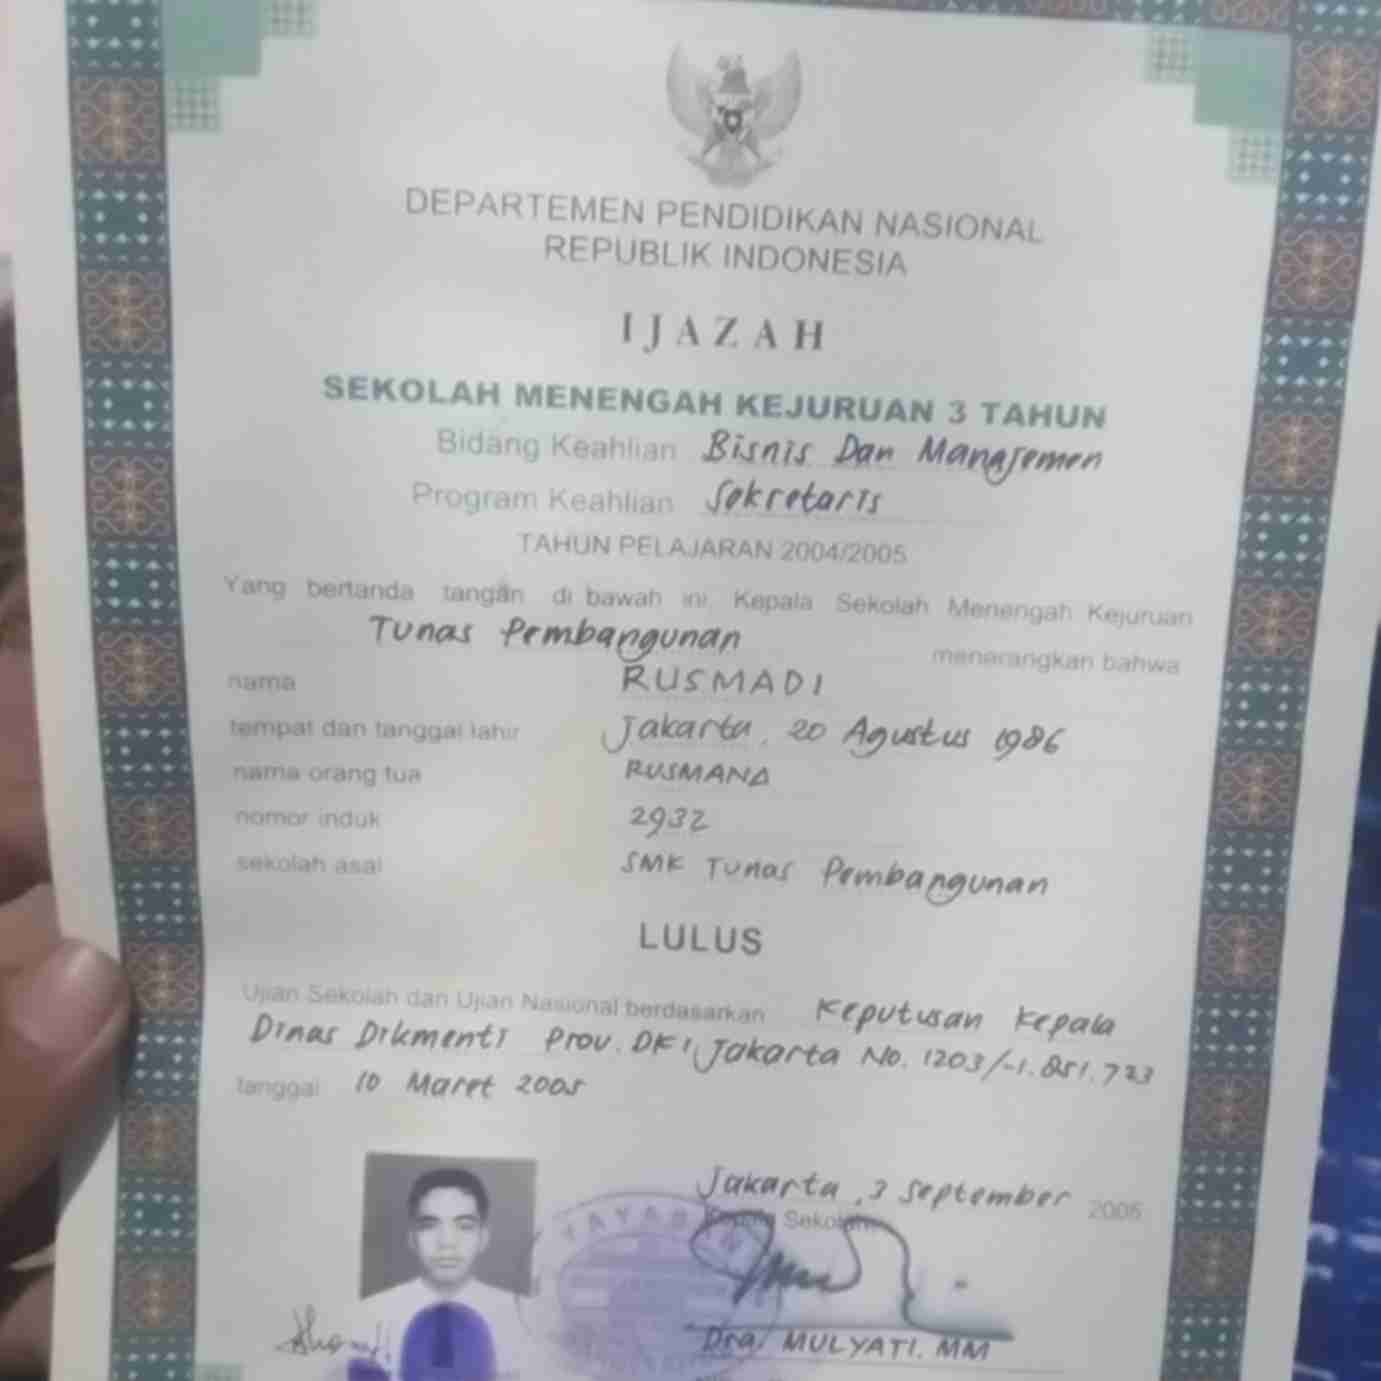 DEPARTEMEN PENDIDIKAN NASIONAL
REPUBLIK INDONESIA
IJAZAH
SEKOLAH MENENGAH KEJURUAN 3 TAHUN
Bidang Keahlian Bisnis Dan Manajemen
Program Keahlian Sekretaris
TAHUN PELAJARAN 2004/2005
Yang bertanda tangan di bawah ini, Kepala Sekolah Menengah Kejuruan
Tunas Pembangunan menerangkan bahwa
nama RUSMADI
tempat dan tanggal lahir Jakarta, 20 Agustus 1986
nama orang tua RUSMANA
nomor induk 2932
sekolah asal SMK Tunas Pembangunan
LULUS
Ujian Sekolah dan Ujian Nasional berdasarkan Keputusan Kepala
Dinas Dikmenti Prov. DKI Jakarta No. 1203/-1.851.723
tanggal 10 Maret 2005
Jakarta, 3 September 2005
Kepala Sekolah
YAYASAN
Dra. MULYATI. MM